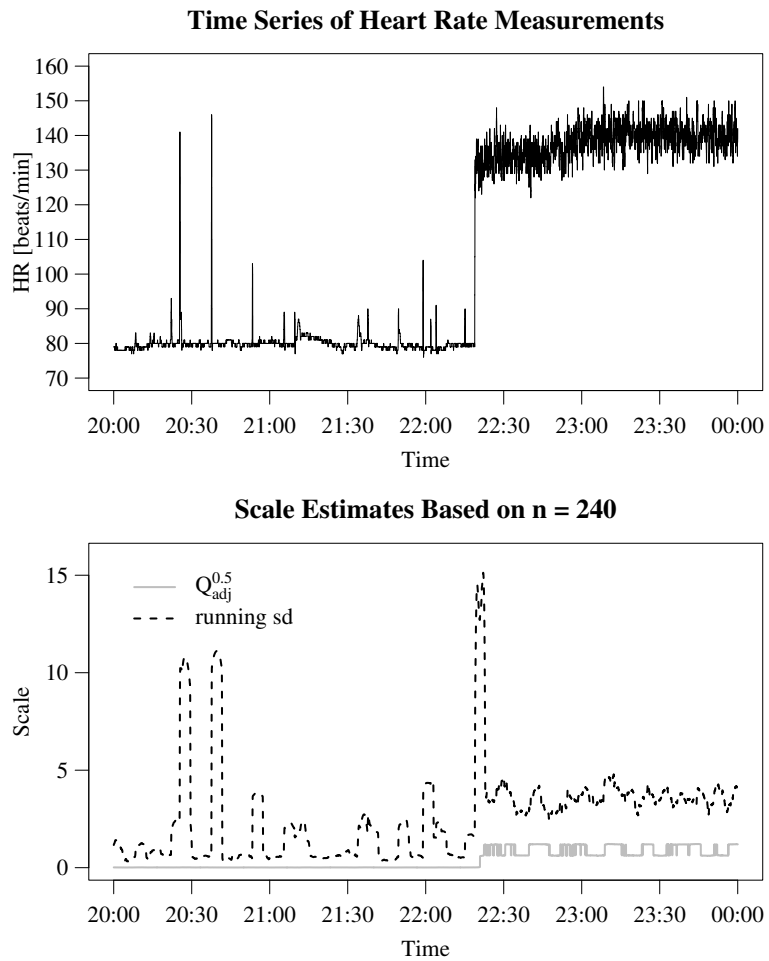 Time Series of Heart Rate Measurements
HR [beats/min]
160
150
140
130
120
110
100
90
80
70
20:00 20:30 21:00 21:30 22:00 22:30 23:00 23:30 00:00
Time
Scale Estimates Based on n = 240
Scale
15
10
5
0
Q^{0.5}_{adj}
running sd
20:00 20:30 21:00 21:30 22:00 22:30 23:00 23:30 00:00
Time